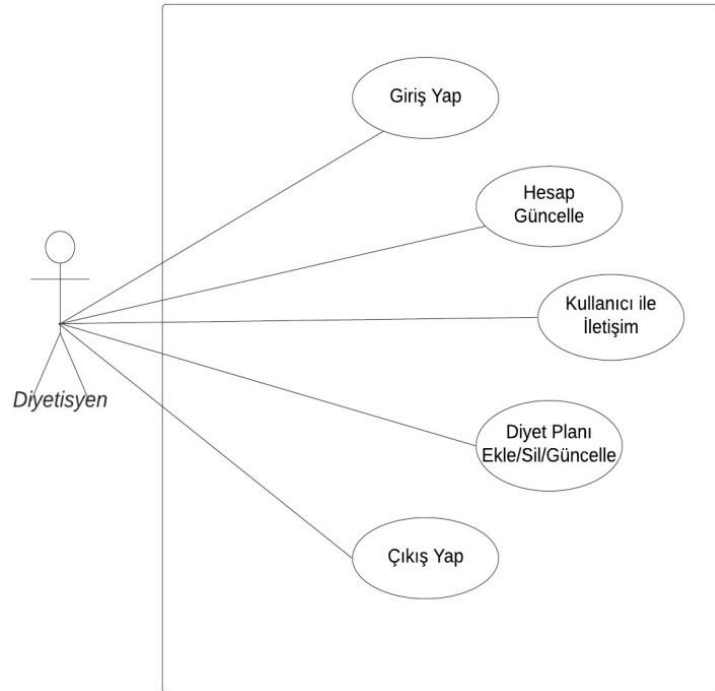 Giriş Yap
Hesap
Güncelle
Kullanıcı ile
İletişim
Diyetisyen
Diyet Planı
Ekle/Sil/Güncelle
Çıkış Yap